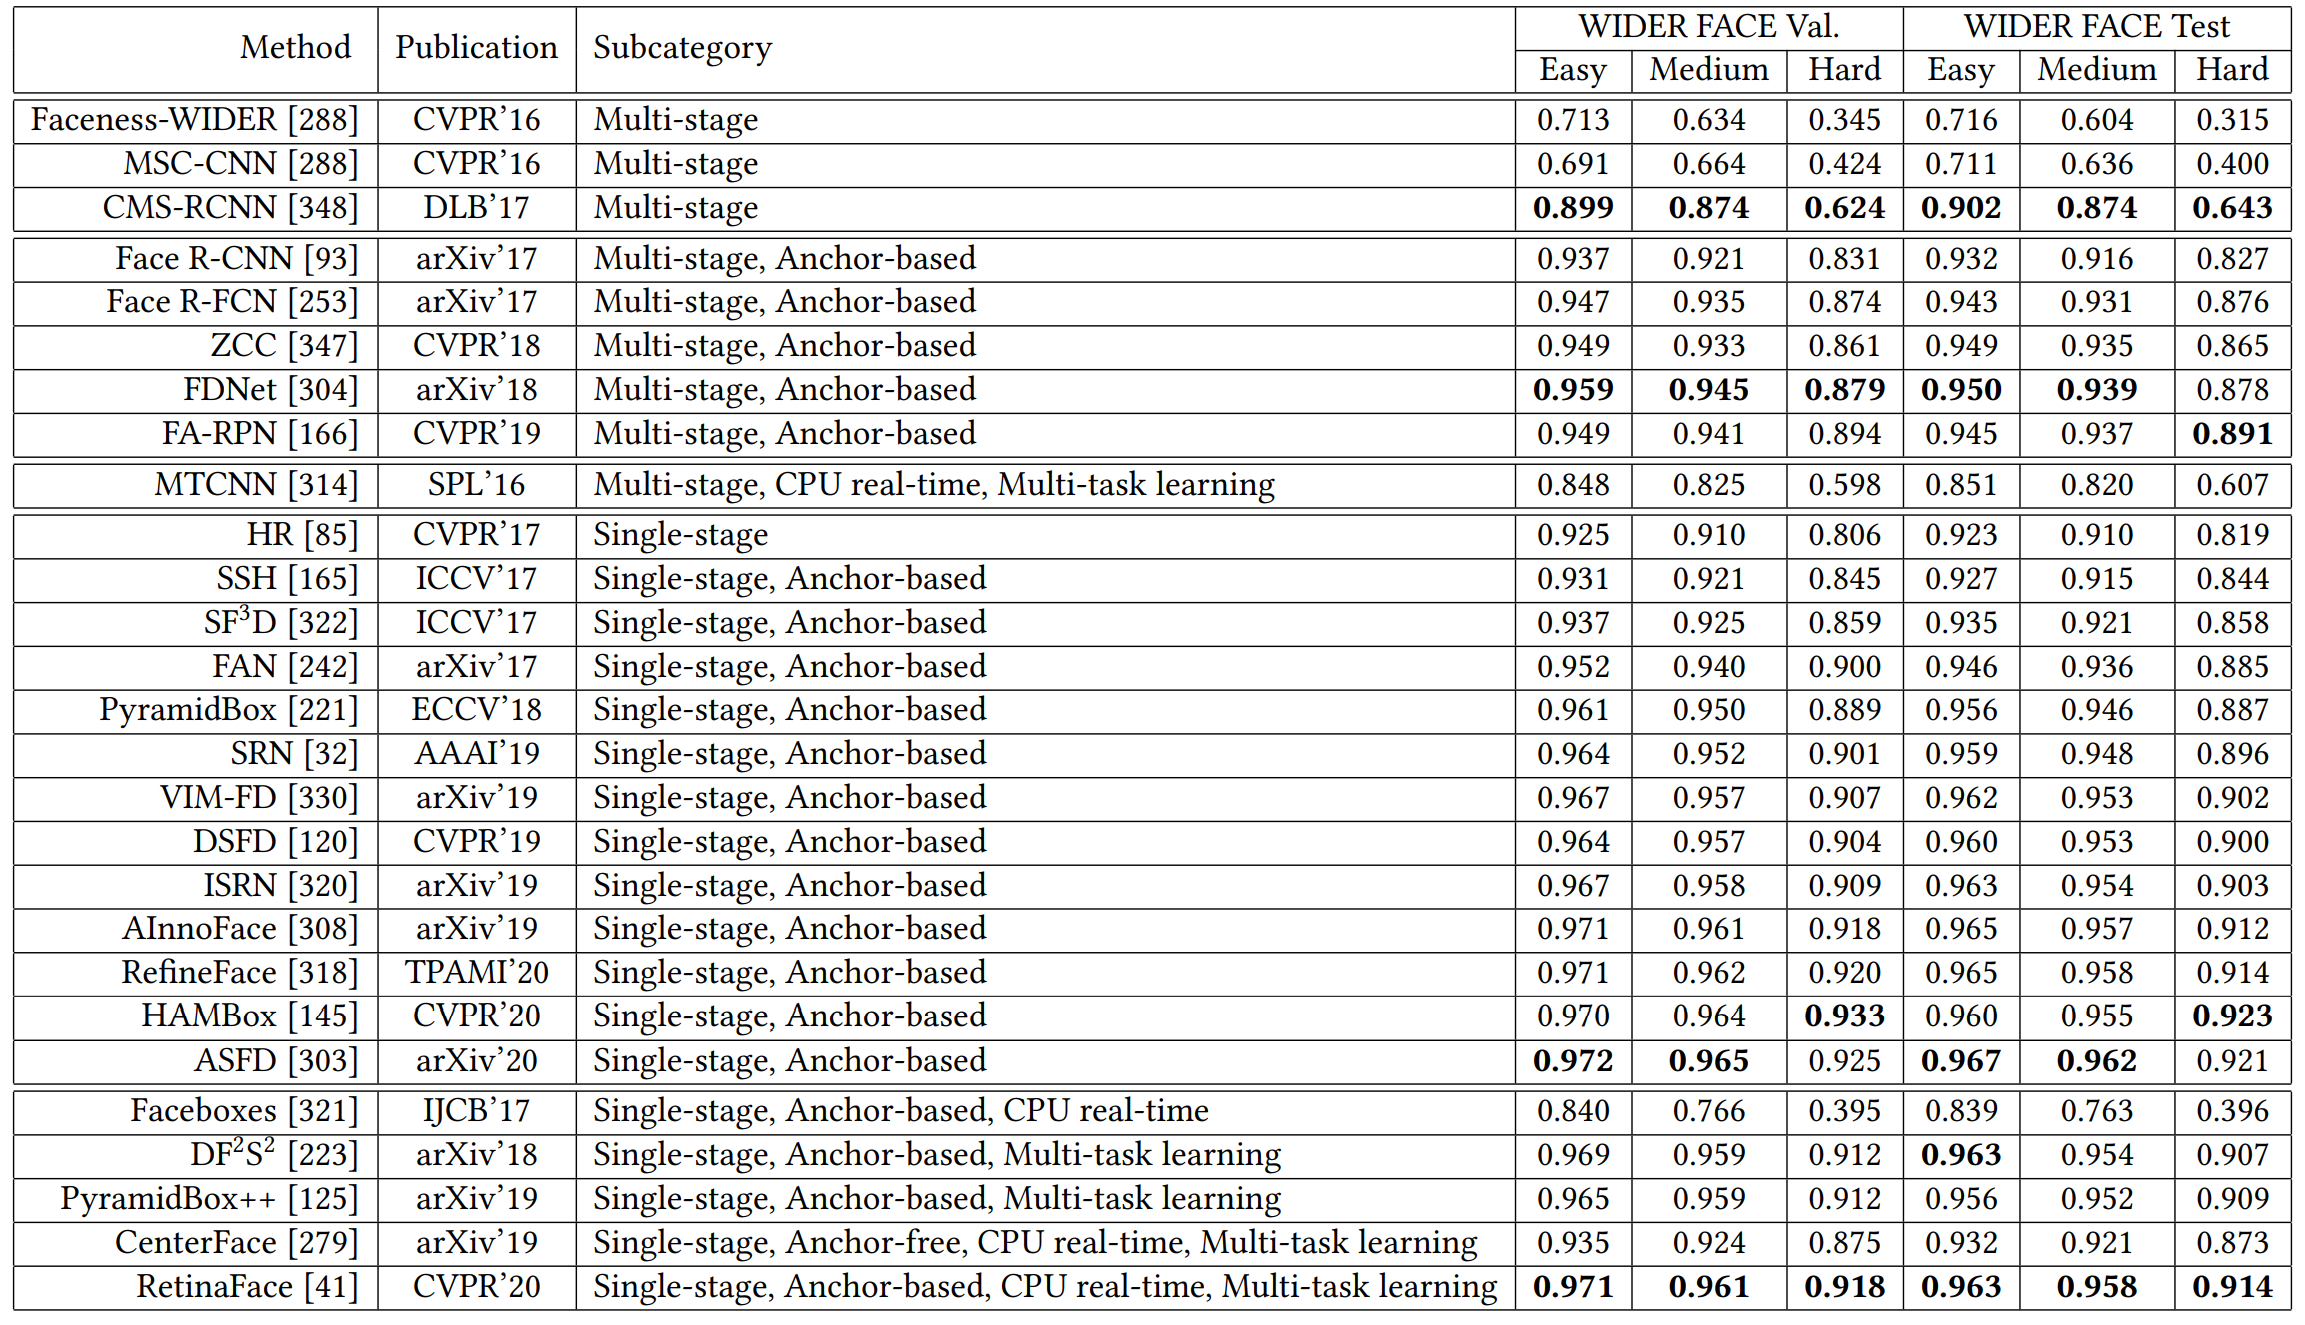 Method Publication Subcategory WIDER FACE Val. WIDER FACE Test
Easy Medium Hard Easy Medium Hard
Faceness-WIDER [288] CVPR’16 Multi-stage 0.713 0.634 0.345 0.716 0.604 0.315
MSC-CNN [288] CVPR’16 Multi-stage 0.691 0.664 0.424 0.711 0.636 0.400
CMS-RCNN [348] DLB’17 Multi-stage 0.899 0.874 0.624 0.902 0.874 0.643
Face R-CNN [93] arXiv’17 Multi-stage, Anchor-based 0.937 0.921 0.831 0.932 0.916 0.827
Face R-FCN [253] arXiv’17 Multi-stage, Anchor-based 0.947 0.935 0.874 0.943 0.931 0.876
ZCC [347] CVPR’18 Multi-stage, Anchor-based 0.949 0.933 0.861 0.949 0.935 0.865
FDNet [304] arXiv’18 Multi-stage, Anchor-based 0.959 0.945 0.879 0.950 0.939 0.878
FA-RPN [166] CVPR’19 Multi-stage, Anchor-based 0.949 0.941 0.894 0.945 0.937 0.891
MTCNN [314] SPL’16 Multi-stage, CPU real-time, Multi-task learning 0.848 0.825 0.598 0.851 0.820 0.607
HR [85] CVPR’17 Single-stage 0.925 0.910 0.806 0.923 0.910 0.819
SSH [165] ICCV’17 Single-stage, Anchor-based 0.931 0.921 0.845 0.927 0.915 0.844
SF³D [322] ICCV’17 Single-stage, Anchor-based 0.937 0.925 0.859 0.935 0.921 0.858
FAN [242] arXiv’17 Single-stage, Anchor-based 0.952 0.940 0.900 0.946 0.936 0.885
PyramidBox [221] ECCV’18 Single-stage, Anchor-based 0.961 0.950 0.889 0.956 0.946 0.887
SRN [32] AAAI’19 Single-stage, Anchor-based 0.964 0.952 0.901 0.959 0.948 0.896
VIM-FD [330] arXiv’19 Single-stage, Anchor-based 0.967 0.957 0.907 0.962 0.953 0.902
DSFD [120] CVPR’19 Single-stage, Anchor-based 0.964 0.957 0.904 0.960 0.953 0.900
ISRN [320] arXiv’19 Single-stage, Anchor-based 0.967 0.958 0.909 0.963 0.954 0.903
AInnoFace [308] arXiv’19 Single-stage, Anchor-based 0.971 0.961 0.918 0.965 0.957 0.912
RefineFace [318] TPAMI’20 Single-stage, Anchor-based 0.971 0.962 0.920 0.965 0.958 0.914
HAMBox [145] CVPR’20 Single-stage, Anchor-based 0.970 0.964 0.933 0.960 0.955 0.923
ASFD [303] arXiv’20 Single-stage, Anchor-based 0.972 0.965 0.925 0.967 0.962 0.921
Faceboxes [321] IJCB’17 Single-stage, Anchor-based, CPU real-time 0.840 0.766 0.395 0.839 0.763 0.396
DF²S² [223] arXiv’18 Single-stage, Anchor-based, Multi-task learning 0.969 0.959 0.912 0.963 0.954 0.907
PyramidBox++ [125] arXiv’19 Single-stage, Anchor-based, Multi-task learning 0.965 0.959 0.912 0.956 0.952 0.909
CenterFace [279] arXiv’19 Single-stage, Anchor-free, CPU real-time, Multi-task learning 0.935 0.924 0.875 0.932 0.921 0.873
RetinaFace [41] CVPR’20 Single-stage, Anchor-based, CPU real-time, Multi-task learning 0.971 0.961 0.918 0.963 0.958 0.914